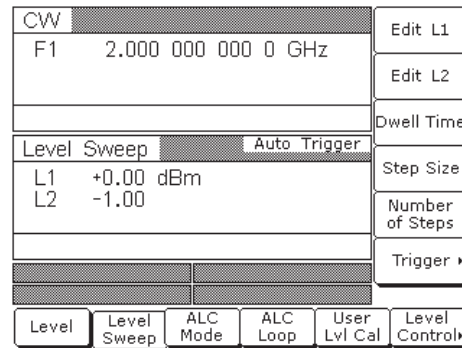 CW
F1 2.000 000 000 0 GHz
Level Sweep Auto Trigger
L1 +0.00 dBm
L2 -1.00
Edit L1
Edit L2
Dwell Time
Step Size
Number
of Steps
Trigger
Level
Level
Sweep
ALC
Mode
ALC
Loop
User
Lvl Cal
Level
Control